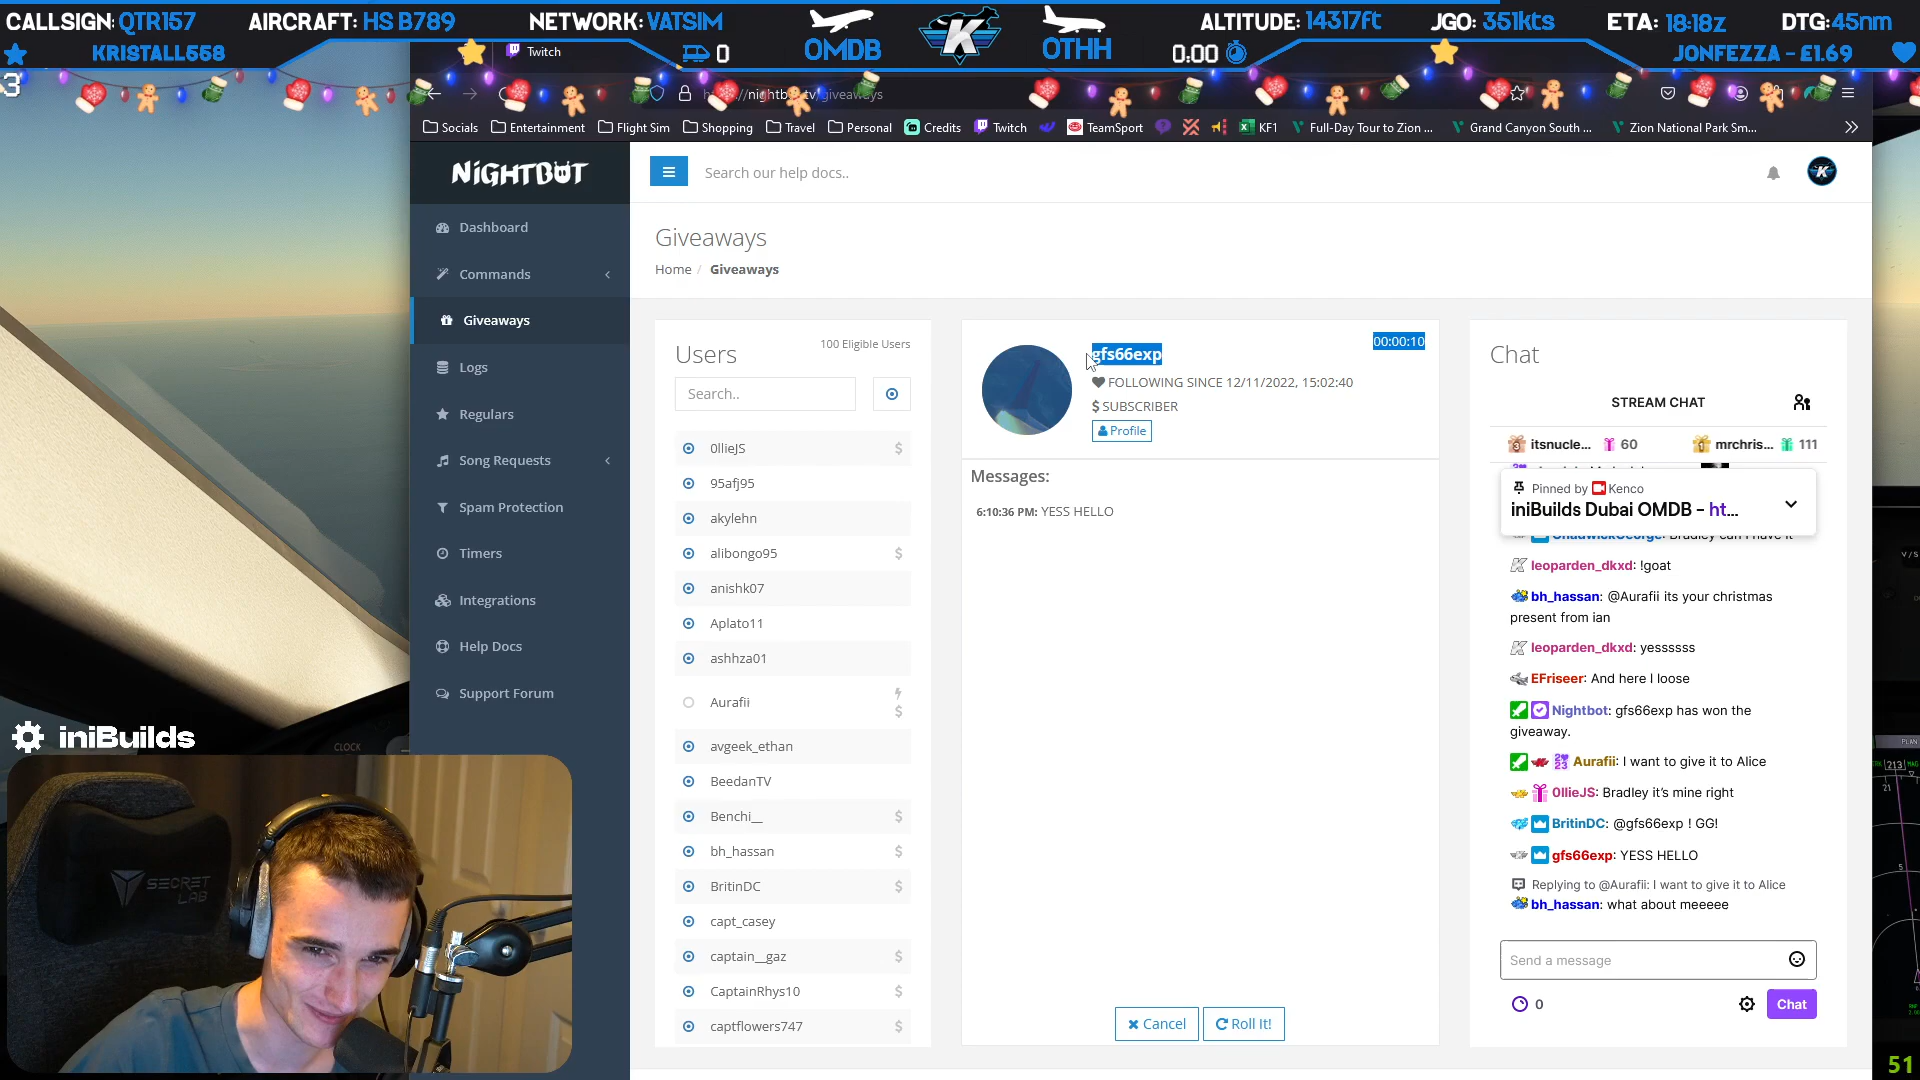 CALLSIGN: QTR157
AIRCRAFT: HS B789
NETWORK: VATSIM
OMDB
OTHH
ALTITUDE: 14317ft
JGO: 351kts
ETA: 18:18z
DTG:45nm
KRISTALL558
0
0:00
JONFEZZA - £1.69
3
Twitch
Socials
Entertainment
Flight Sim
Shopping
Travel
Personal
Credits
Twitch
TeamSport
KF1
Full-Day Tour to Zion ...
Grand Canyon South ...
Zion National Park Sm...
NIGHTBOT
Search our help docs..
Dashboard
Commands
Giveaways
Logs
Regulars
Song Requests
Spam Protection
Timers
Integrations
Help Docs
Support Forum
Giveaways
Home / Giveaways
Users
100 Eligible Users
Search..
0llieJS
95afj95
akylehn
alibongo95
anishk07
Aplato11
ashhza01
Aurafii
avgeek_ethan
BeedanTV
Benchi__
bh_hassan
BritinDC
capt_casey
captain__gaz
CaptainRhys10
captflowers747
gfs66exp
00:00:10
FOLLOWING SINCE 12/11/2022, 15:02:40
$ SUBSCRIBER
Profile
Messages:
6:10:36 PM: YESS HELLO
Cancel
Roll It!
Chat
STREAM CHAT
itsnucle... 60
mrchris... 111
Pinned by Kenco
iniBuilds Dubai OMDB - ht...
leoparden_dkxd: !goat
bh_hassan: @Aurafii its your christmas
present from ian
leoparden_dkxd: yessssss
EFriseer: And here I loose
Nightbot: gfs66exp has won the
giveaway.
Aurafii: I want to give it to Alice
0llieJS: Bradley it's mine right
BritinDC: @gfs66exp ! GG!
gfs66exp: YESS HELLO
Replying to @Aurafii: I want to give it to Alice
bh_hassan: what about meeeee
Send a message
0
Chat
iniBuilds
CLOCK
SECRETLAB
V/S
PLAN
213 MAG
21
5
51